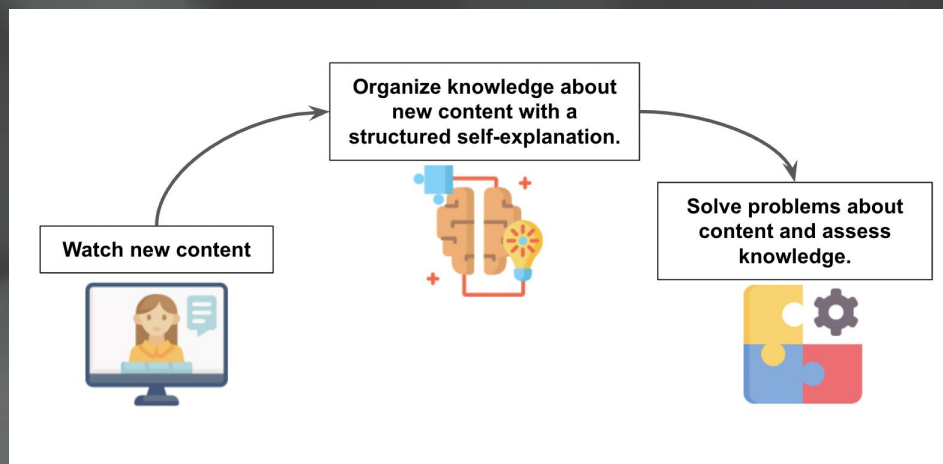 Watch new content
Organize knowledge about
new content with a
structured self-explanation.
Solve problems about
content and assess
knowledge.